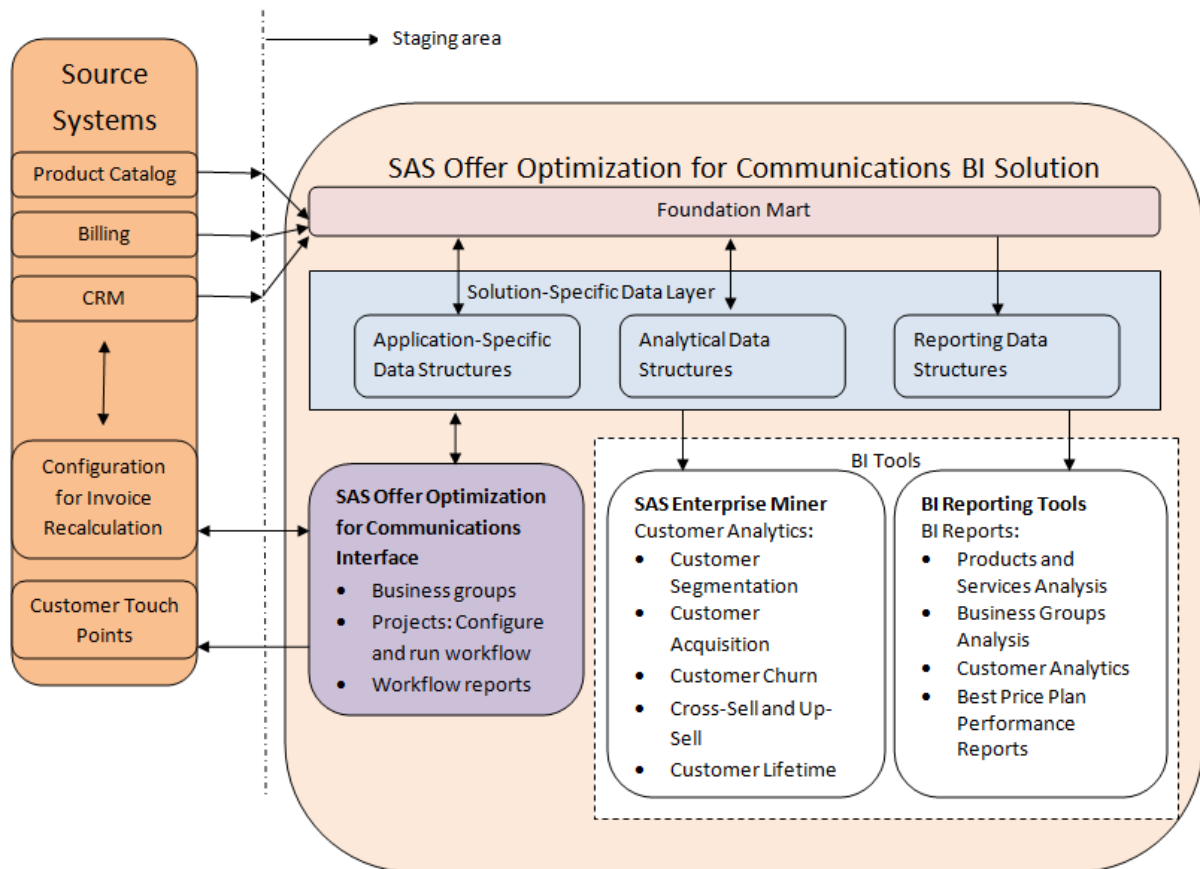 Staging area
Source
Systems
Product Catalog
Billing
CRM
Configuration
for Invoice
Recalculation
Customer Touch
Points
SAS Offer Optimization for Communications BI Solution
Foundation Mart
Solution-Specific Data Layer
Application-Specific
Data Structures
Analytical Data
Structures
Reporting Data
Structures
SAS Offer Optimization
for Communications
Interface
• Business groups
• Projects: Configure
and run workflow
• Workflow reports
BI Tools
SAS Enterprise Miner
Customer Analytics:
• Customer
Segmentation
• Customer
Acquisition
• Customer Churn
• Cross-Sell and Up-
Sell
• Customer Lifetime
BI Reporting Tools
BI Reports:
• Products and
Services Analysis
• Business Groups
Analysis
• Customer Analytics
• Best Price Plan
Performance
Reports